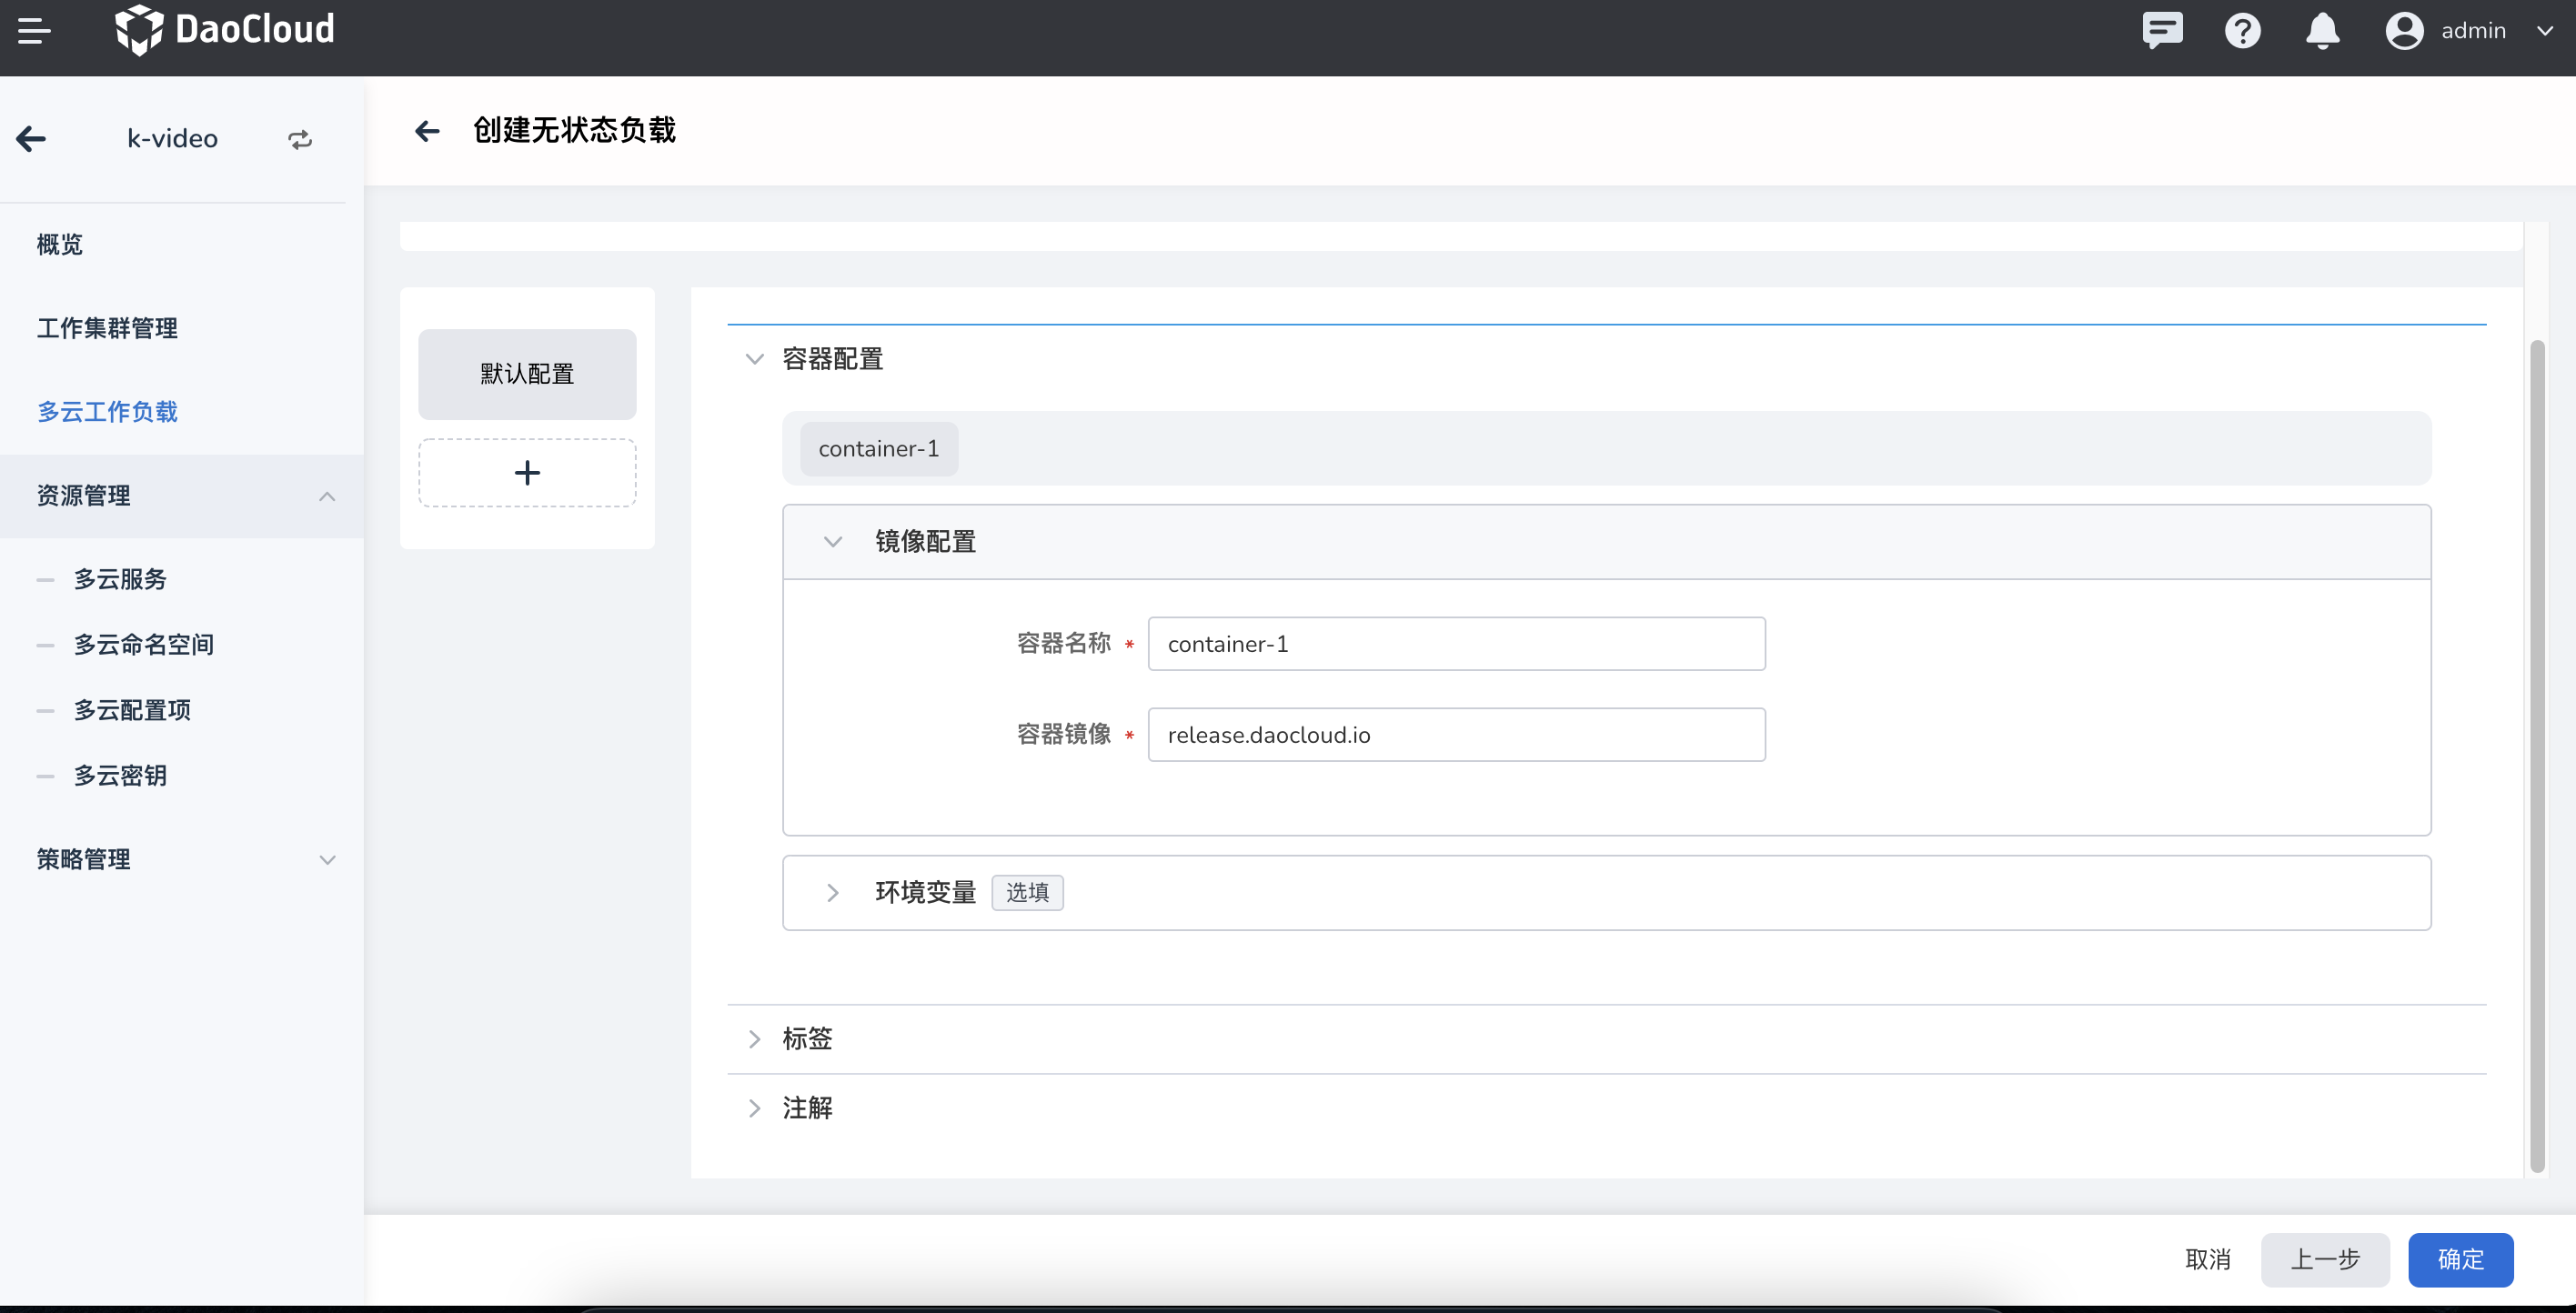 DaoCloud
admin
k-video
概览
工作集群管理
多云工作负载
资源管理
多云服务
多云命名空间
多云配置项
多云密钥
策略管理
创建无状态负载
默认配置
容器配置
container-1
镜像配置
容器名称 * container-1
容器镜像 * release.daocloud.io
环境变量 选填
标签
注解
取消 上一步 确定